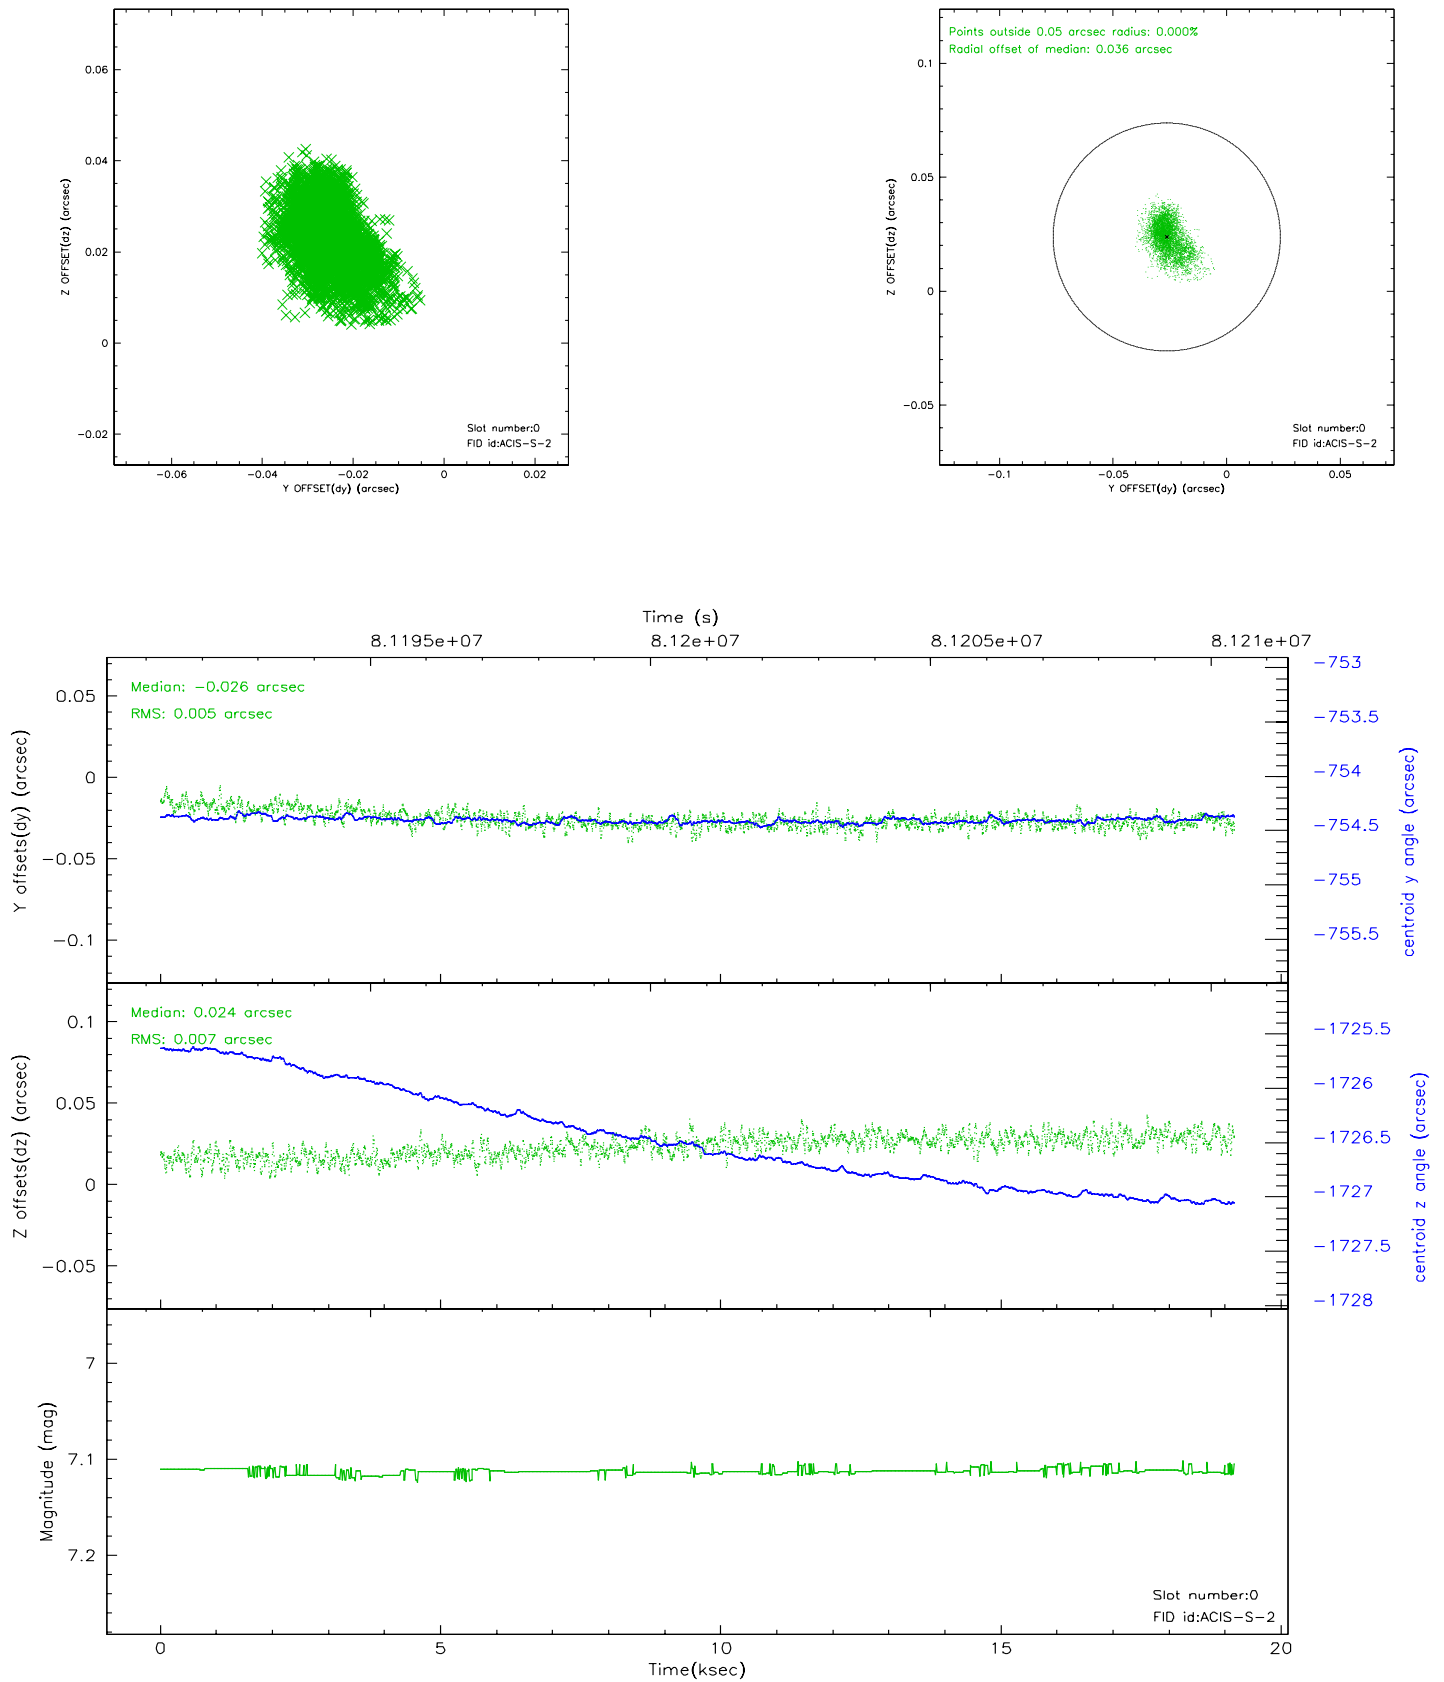 0.06
0.04
0.02
0
−0.02
Z OFFSET(dz) (arcsec)
Slot number:0
FID id:ACIS−S−2
−0.06
−0.04
−0.02
0
0.02
Y OFFSET(dy) (arcsec)
Points outside 0.05 arcsec radius: 0.000%
Radial offset of median: 0.036 arcsec
0.1
0.05
0
−0.05
Z OFFSET(dz) (arcsec)
Slot number:0
FID id:ACIS−S−2
−0.1
−0.05
0
0.05
Y OFFSET(dy) (arcsec)
Time (s)
8.1195e+07
8.12e+07
8.1205e+07
8.121e+07
Median: −0.026 arcsec
RMS: 0.005 arcsec
0.05
0
−0.05
−0.1
Y offsets(dy) (arcsec)
−753
−753.5
−754
−754.5
−755
−755.5
centroid y angle (arcsec)
Median: 0.024 arcsec
RMS: 0.007 arcsec
0.1
0.05
0
−0.05
Z offsets(dz) (arcsec)
−1725.5
−1726
−1726.5
−1727
−1727.5
−1728
centroid z angle (arcsec)
7
7.1
7.2
Magnitude (mag)
Slot number:0
FID id:ACIS−S−2
0
5
10
15
20
Time(ksec)